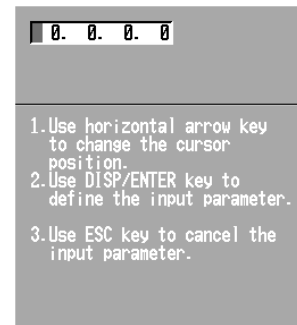 0. 0. 0. 0
1.Use horizontal arrow key
to change the cursor
position.
2.Use DISP/ENTER key to
define the input parameter.
3.Use ESC key to cancel the
input parameter.